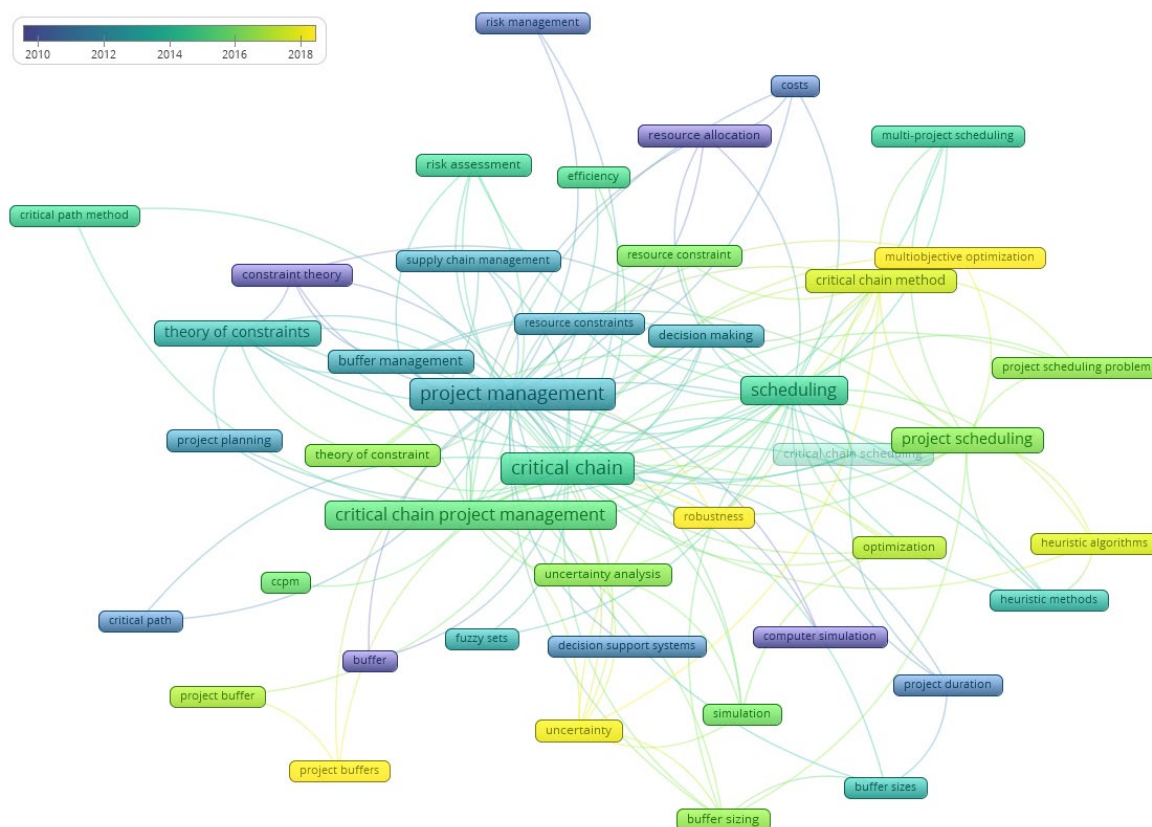 risk management
2010 2012 2014 2016 2018
costs
resource allocation
multi-project scheduling
risk assessment
efficiency
critical path method
resource constraint
multiobjective optimization
supply chain management
constraint theory
critical chain method
resource constraints
theory of constraints
decision making
buffer management
project scheduling problem
project management
scheduling
project planning
project scheduling
theory of constraint
critical chain scheduling
critical chain
critical chain project management
robustness
heuristic algorithms
optimization
uncertainty analysis
ccpm
heuristic methods
critical path
computer simulation
fuzzy sets
decision support systems
buffer
project duration
project buffer
simulation
uncertainty
project buffers
buffer sizes
buffer sizing